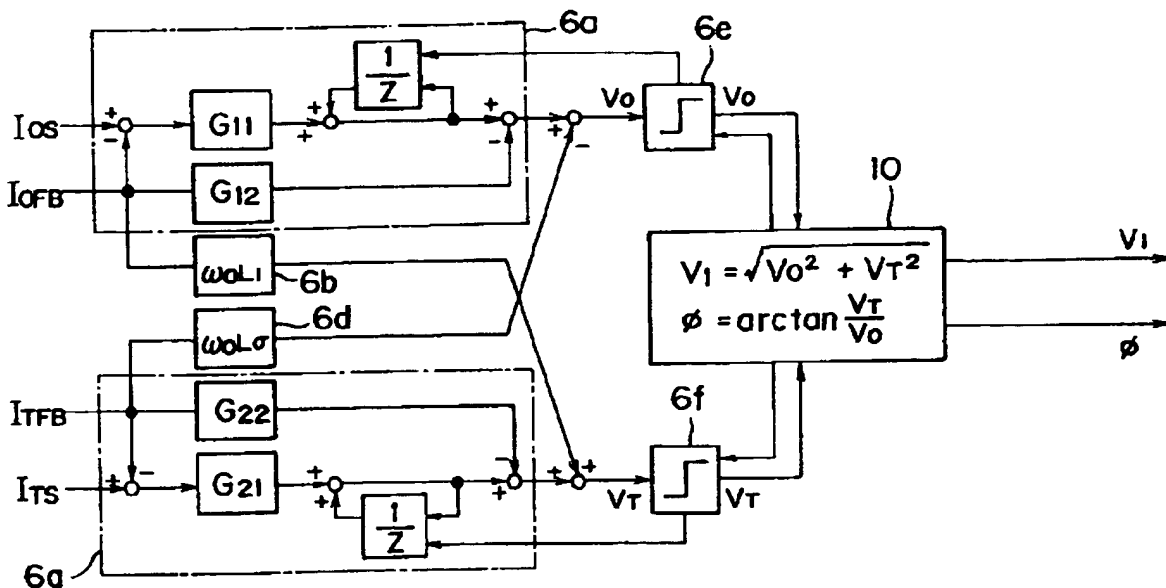 6a
6e
1
Z
+
+
+
+
+
Vo
Vo
IOS
-
G11
+
-
-
IOFB
G12
10
ωoL1
6b
V1 = √Vo² + VT²
V1
ωoLσ
6d
ø = arctan VT
Vo
ø
ITFB
G22
6f
-
+
-
+
+
+
ITS
G21
+
+
VT
VT
1
Z
6a